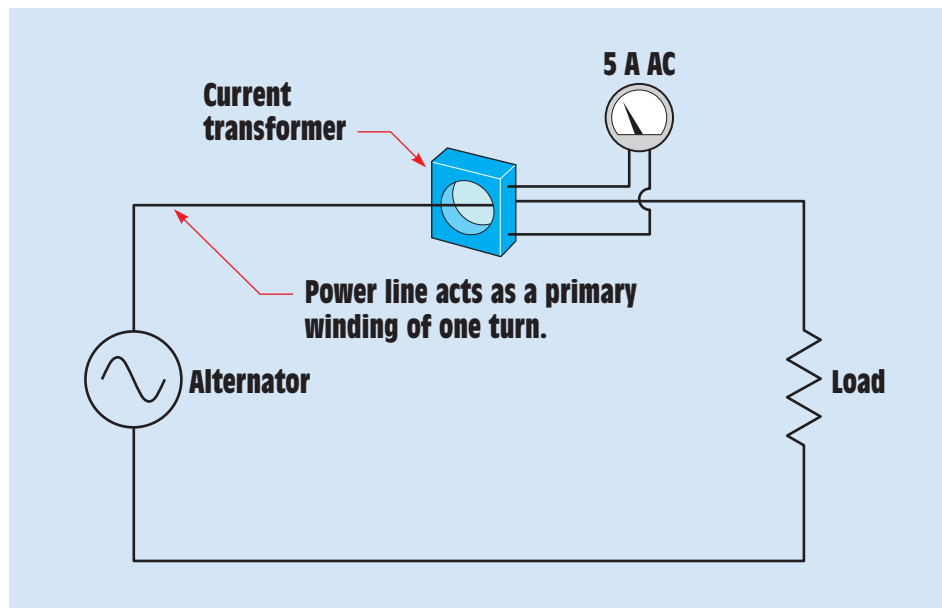 5 A AC
Current
transformer
Power line acts as a primary
winding of one turn.
Alternator
Load